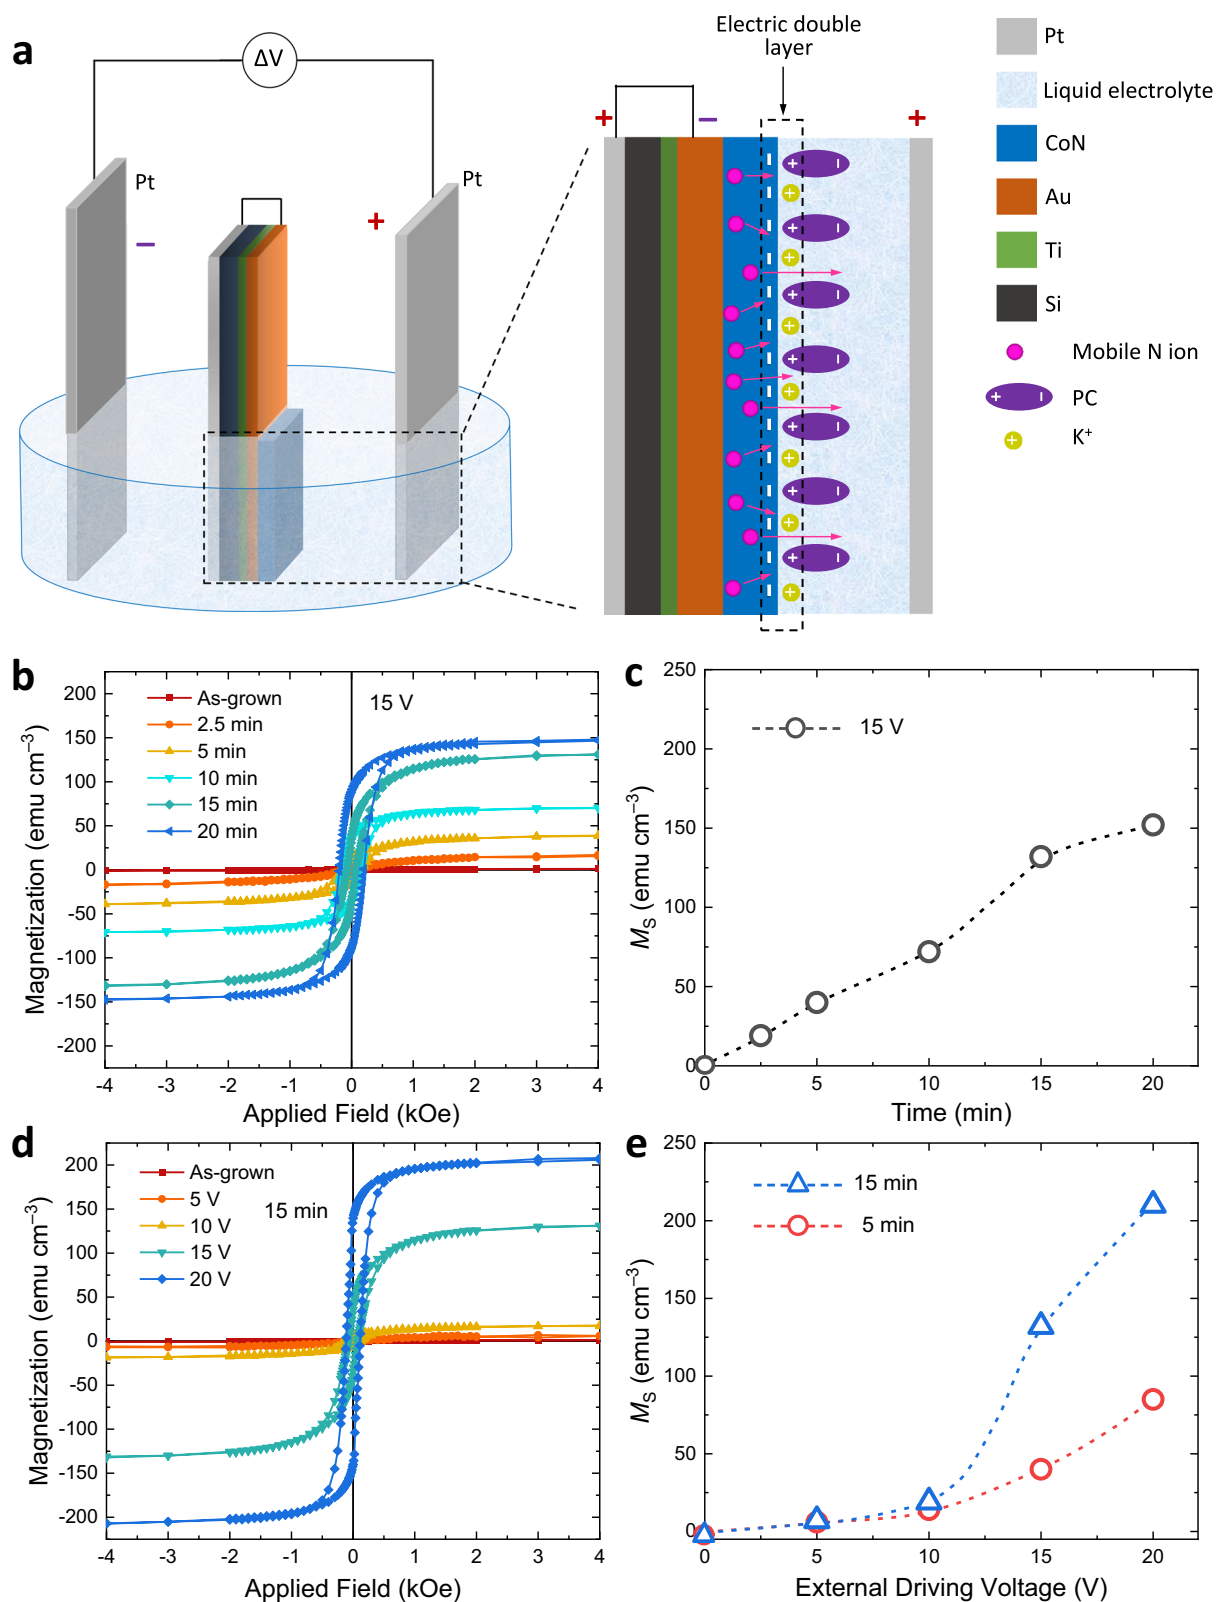 a
ΔV
Pt
Pt
−
+
Electric double
layer
+
−
+
Pt
Liquid electrolyte
CoN
Au
Ti
Si
Mobile N ion
PC
K⁺
b
250
200
150
100
50
0
-50
-100
-150
-200
Magnetization (emu cm⁻³)
As-grown
2.5 min
5 min
10 min
15 min
20 min
15 V
-4 -3 -2 -1 0 1 2 3 4
Applied Field (kOe)
c
250
200
150
100
50
0
Mₛ (emu cm⁻³)
15 V
0 5 10 15 20
Time (min)
d
200
150
100
50
0
-50
-100
-150
-200
Magnetization (emu cm⁻³)
As-grown
5 V
10 V
15 V
20 V
15 min
-4 -3 -2 -1 0 1 2 3 4
Applied Field (kOe)
e
250
200
150
100
50
0
Mₛ (emu cm⁻³)
15 min
5 min
0 5 10 15 20
External Driving Voltage (V)